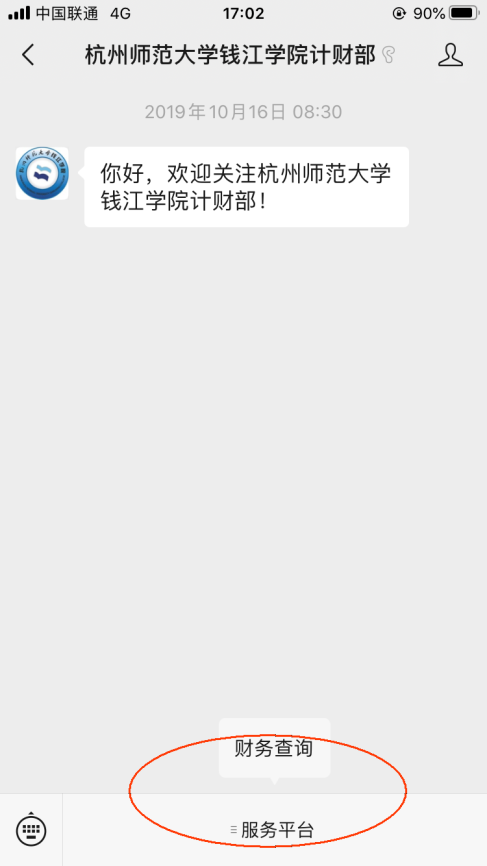 中国联通 4G 17:02 90%
杭州师范大学钱江学院计财部
2019年10月16日 08:30
你好，欢迎关注杭州师范大学
钱江学院计财部！
财务查询
服务平台